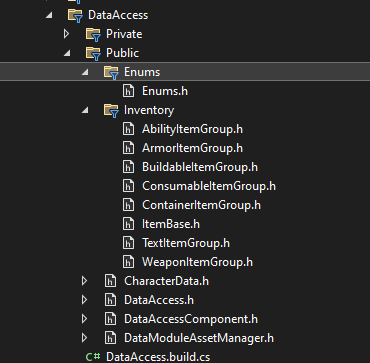 DataAccess
Private
Public
Enums
Enums.h
Inventory
AbilityItemGroup.h
ArmorItemGroup.h
BuildableItemGroup.h
ConsumableItemGroup.h
ContainerItemGroup.h
ItemBase.h
TextItemGroup.h
WeaponItemGroup.h
CharacterData.h
DataAccess.h
DataAccessComponent.h
DataModuleAssetManager.h
C# DataAccess.build.cs